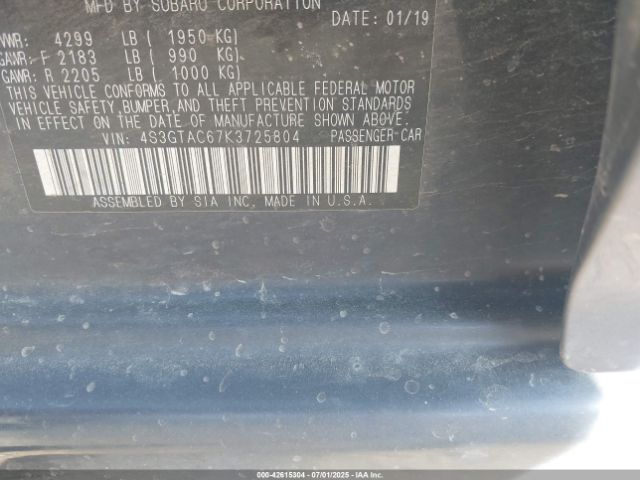 MFD BY SUBARU CORPORATION
DATE: 01/19
VWR: 4299 LB ( 1950 KG)
GAWR: F 2183 LB ( 990 KG)
GAWR: R 2205 LB ( 1000 KG)
THIS VEHICLE CONFORMS TO ALL APPLICABLE FEDERAL MOTOR
VEHICLE SAFETY, BUMPER, AND THEFT PREVENTION STANDARDS
IN EFFECT ON THE DATE OF MANUFACTURE SHOWN ABOVE.
VIN: 4S3GTAC67K3725804 PASSENGER-CAR
ASSEMBLED BY SIA INC, MADE IN U.S.A.
000-42615304 - 07/01/2025 - IAAI.COM